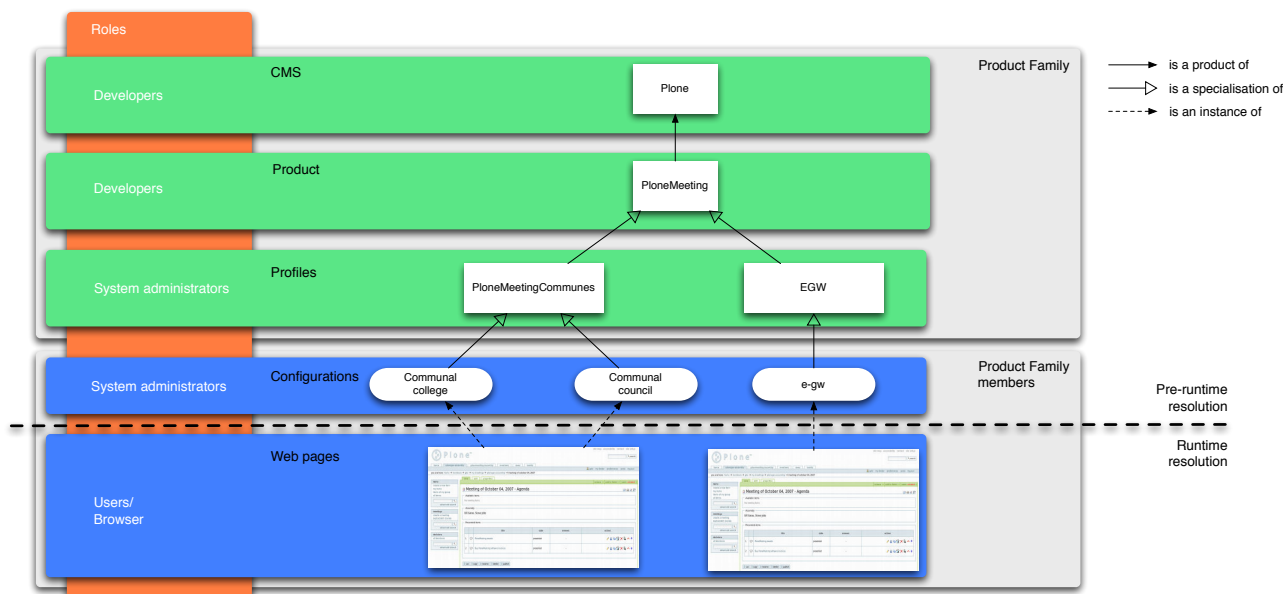 Roles
CMS
Product Family
Developers
Plone
is a product of
is a specialisation of
is an instance of
Product
Developers
PloneMeeting
Profiles
System administrators
PloneMeetingCommunes
EGW
Configurations
System administrators
Communal
college
Communal
council
e-gw
Product Family
members
Pre-runtime
resolution
Runtime
resolution
Web pages
Users/
Browser
Plone
Meeting of October 04, 2007 - Agenda
Plone
Meeting of October 04, 2007 - Agenda